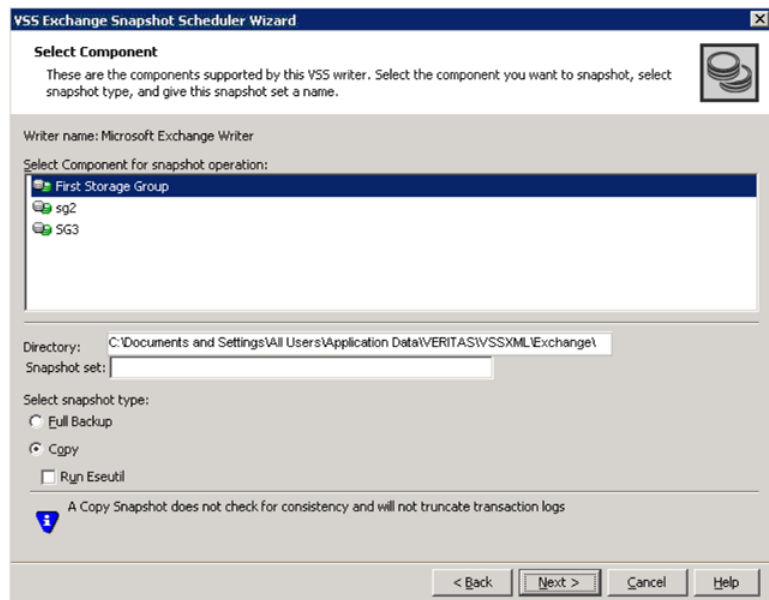 VSS Exchange Snapshot Scheduler Wizard
Select Component
These are the components supported by this VSS writer. Select the component you want to snapshot, select
snapshot type, and give this snapshot set a name.
Writer name: Microsoft Exchange Writer
Select Component for snapshot operation:
First Storage Group
sg2
SG3
Directory: C:\Documents and Settings\All Users\Application Data\VERITAS\VSSXML\Exchange\
Snapshot set:
Select snapshot type:
Full Backup
Copy
Run Eseutil
A Copy Snapshot does not check for consistency and will not truncate transaction logs
< Back Next > Cancel Help